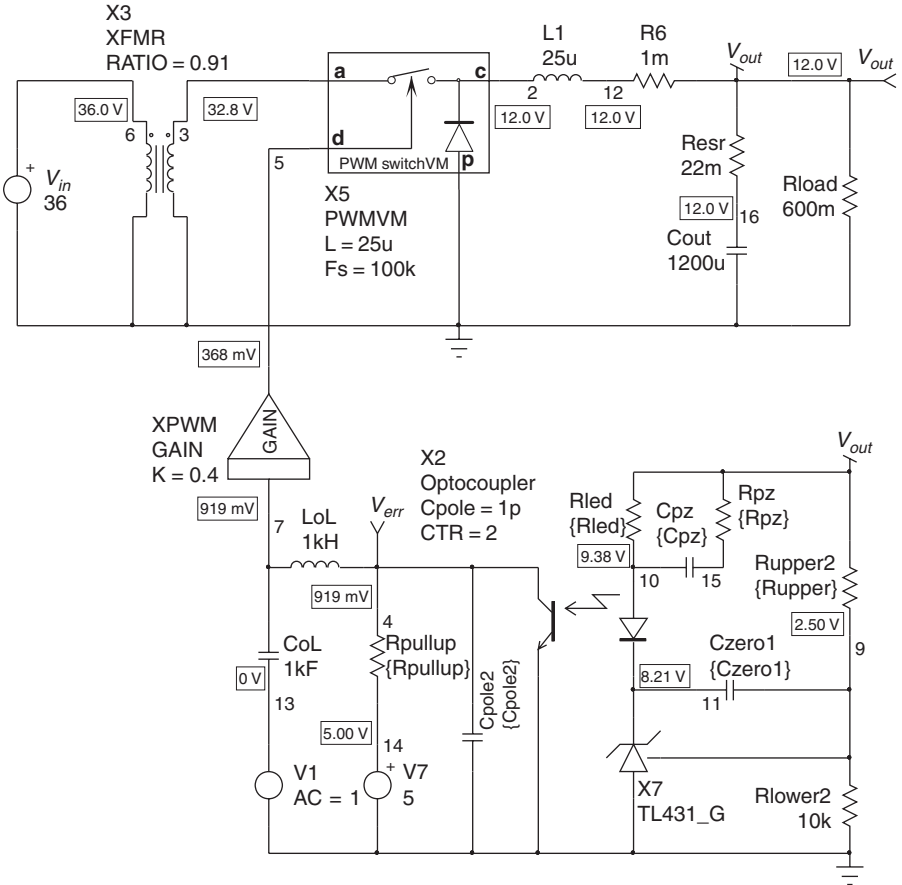 X3
XFMR
RATIO = 0.91
36.0 V
6
3
32.8 V
+
Vin
36
a
c
d
p
PWM switchVM
5
X5
PWMVM
L = 25u
Fs = 100k
L1
25u
2
12.0 V
R6
1m
12
12.0 V
Vout
12.0 V
Vout
Resr
22m
12.0 V
16
Cout
1200u
Rload
600m
368 mV
GAIN
XPWM
GAIN
K = 0.4
919 mV
7
LoL
1kH
Verr
919 mV
4
Rpullup
{Rpullup}
X2
Optocoupler
Cpole = 1p
CTR = 2
CoL
1kF
0 V
13
5.00 V
14
V1
AC = 1
+
V7
5
Cpole2
{Cpole2}
Rled
{Rled}
9.38 V
10
Cpz
{Cpz}
15
Rpz
{Rpz}
Vout
Rupper2
{Rupper}
2.50 V
9
Czero1
{Czero1}
8.21 V
11
X7
TL431_G
Rlower2
10k